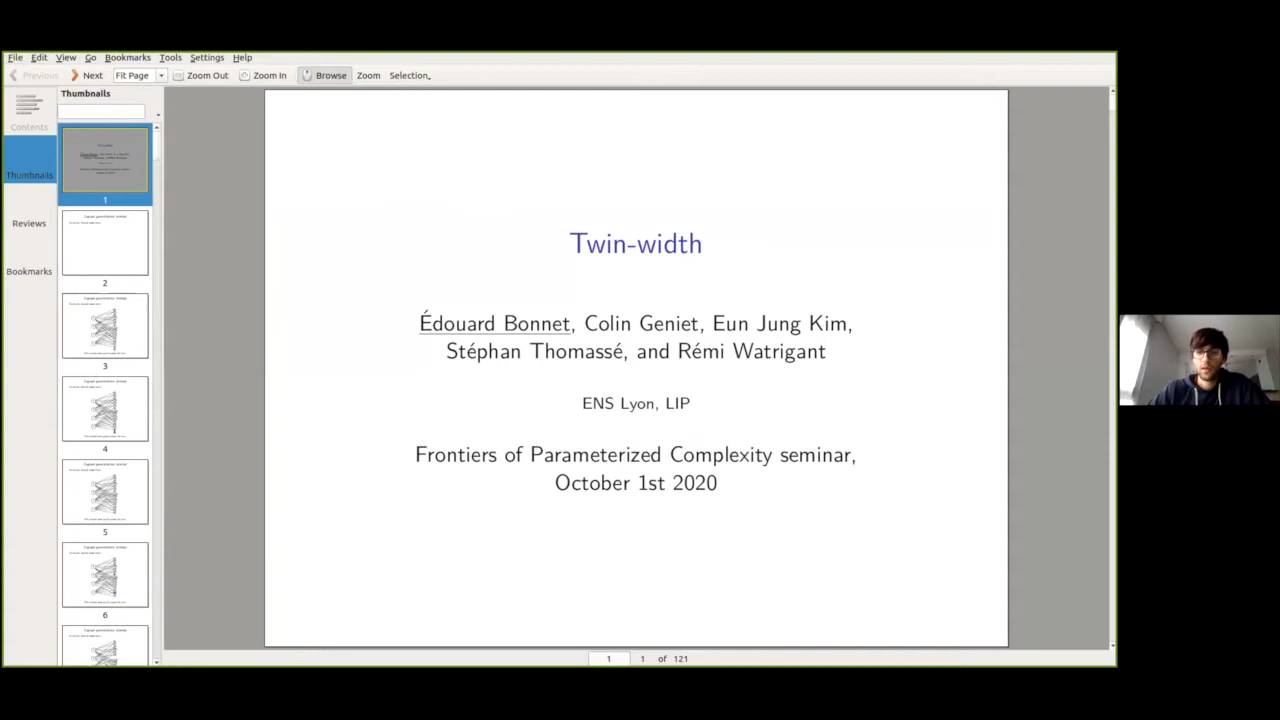 File Edit View Go Bookmarks Tools Settings Help
Previous Next Fit Page Zoom Out Zoom In Browse Zoom Selection
Contents
Thumbnails
Reviews
Bookmarks
Thumbnails
1
2
3
4
5
6
Twin-width
Édouard Bonnet, Colin Geniet, Eun Jung Kim,
Stéphan Thomassé, and Rémi Watrigant
ENS Lyon, LIP
Frontiers of Parameterized Complexity seminar,
October 1st 2020
1 1 of 121